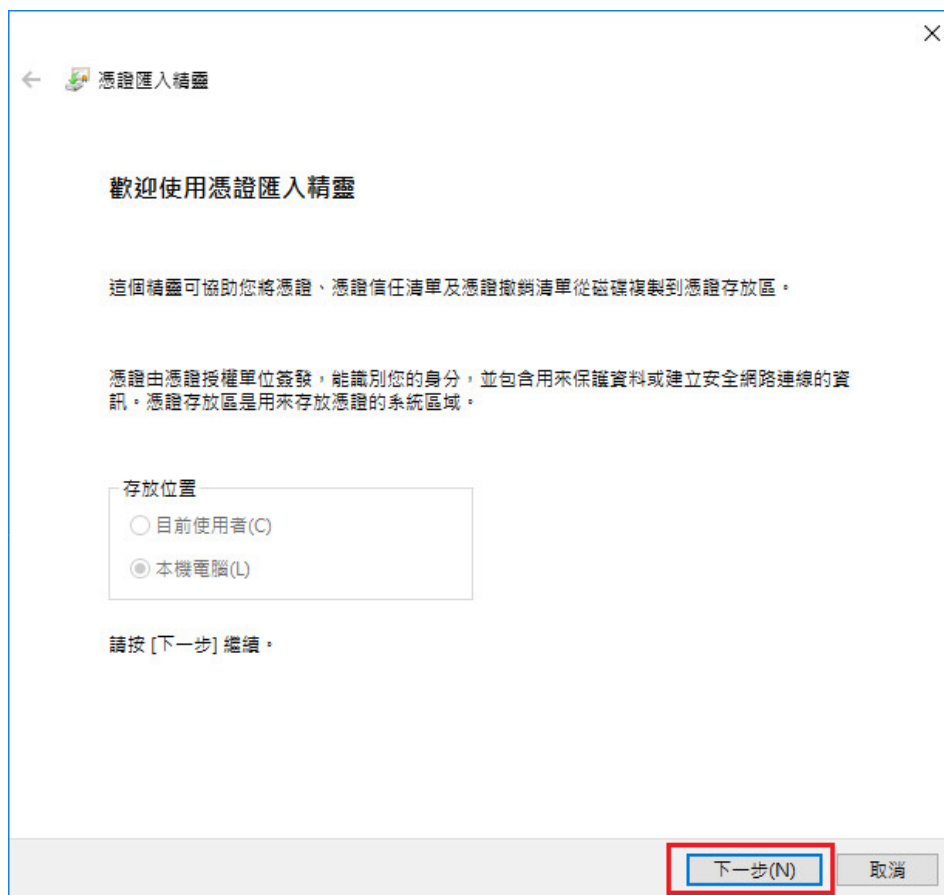 憑證匯入精靈
歡迎使用憑證匯入精靈
這個精靈可協助您將憑證、憑證信任清單及憑證撤銷清單從磁碟複製到憑證存放區。
憑證由憑證授權單位簽發，能識別您的身分，並包含用來保護資料或建立安全網路連線的資
訊。憑證存放區是用來存放憑證的系統區域。
存放位置
目前使用者(C)
本機電腦(L)
請按 [下一步] 繼續。
下一步(N)
取消